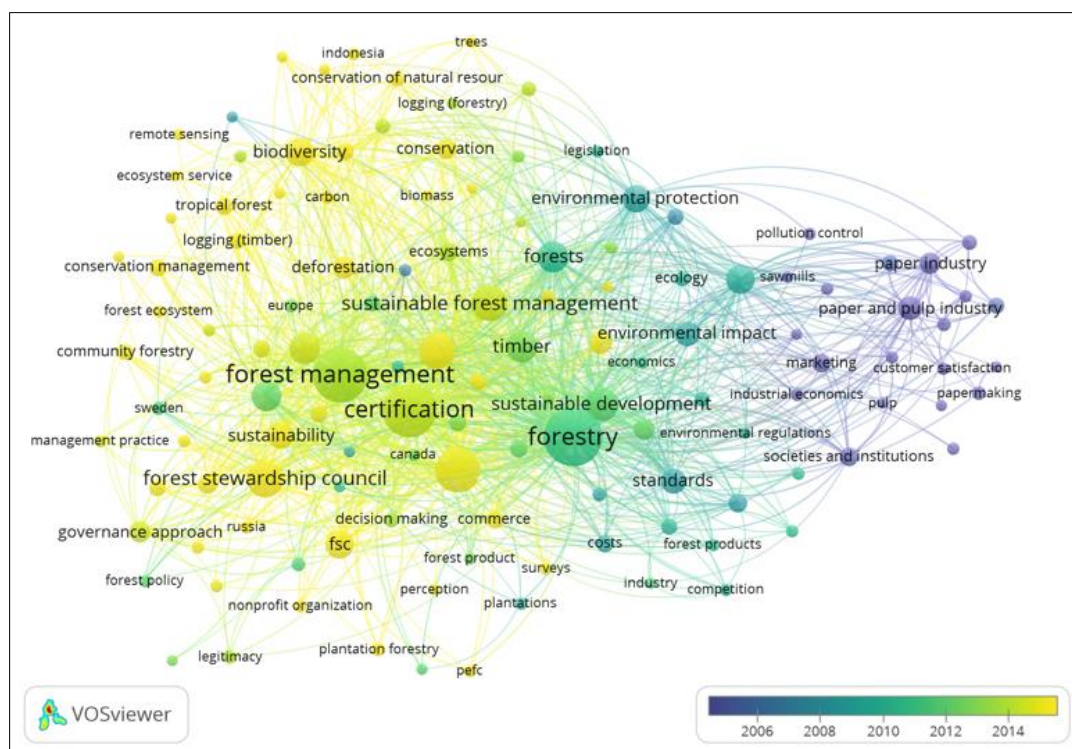 trees
indonesia
conservation of natural resour
logging (forestry)
remote sensing
legislation
biodiversity
conservation
ecosystem service
carbon
biomass
environmental protection
tropical forest
pollution control
logging (timber)
ecosystems
forests
conservation management
deforestation
ecology
sawmills
paper industry
forest ecosystem
europe
sustainable forest management
paper and pulp industry
environmental impact
timber
community forestry
economics
marketing
customer satisfaction
forest management
industrial economics
papermaking
pulp
sweden
certification
sustainable development
management practice
sustainability
forestry
environmental regulations
canada
societies and institutions
forest stewardship council
standards
governance approach
russia
decision making
commerce
fsc
costs
forest products
forest product
surveys
forest policy
industry
competition
nonprofit organization
perception
plantations
legitimacy
plantation forestry
pefc
VOSviewer
2006 2008 2010 2012 2014